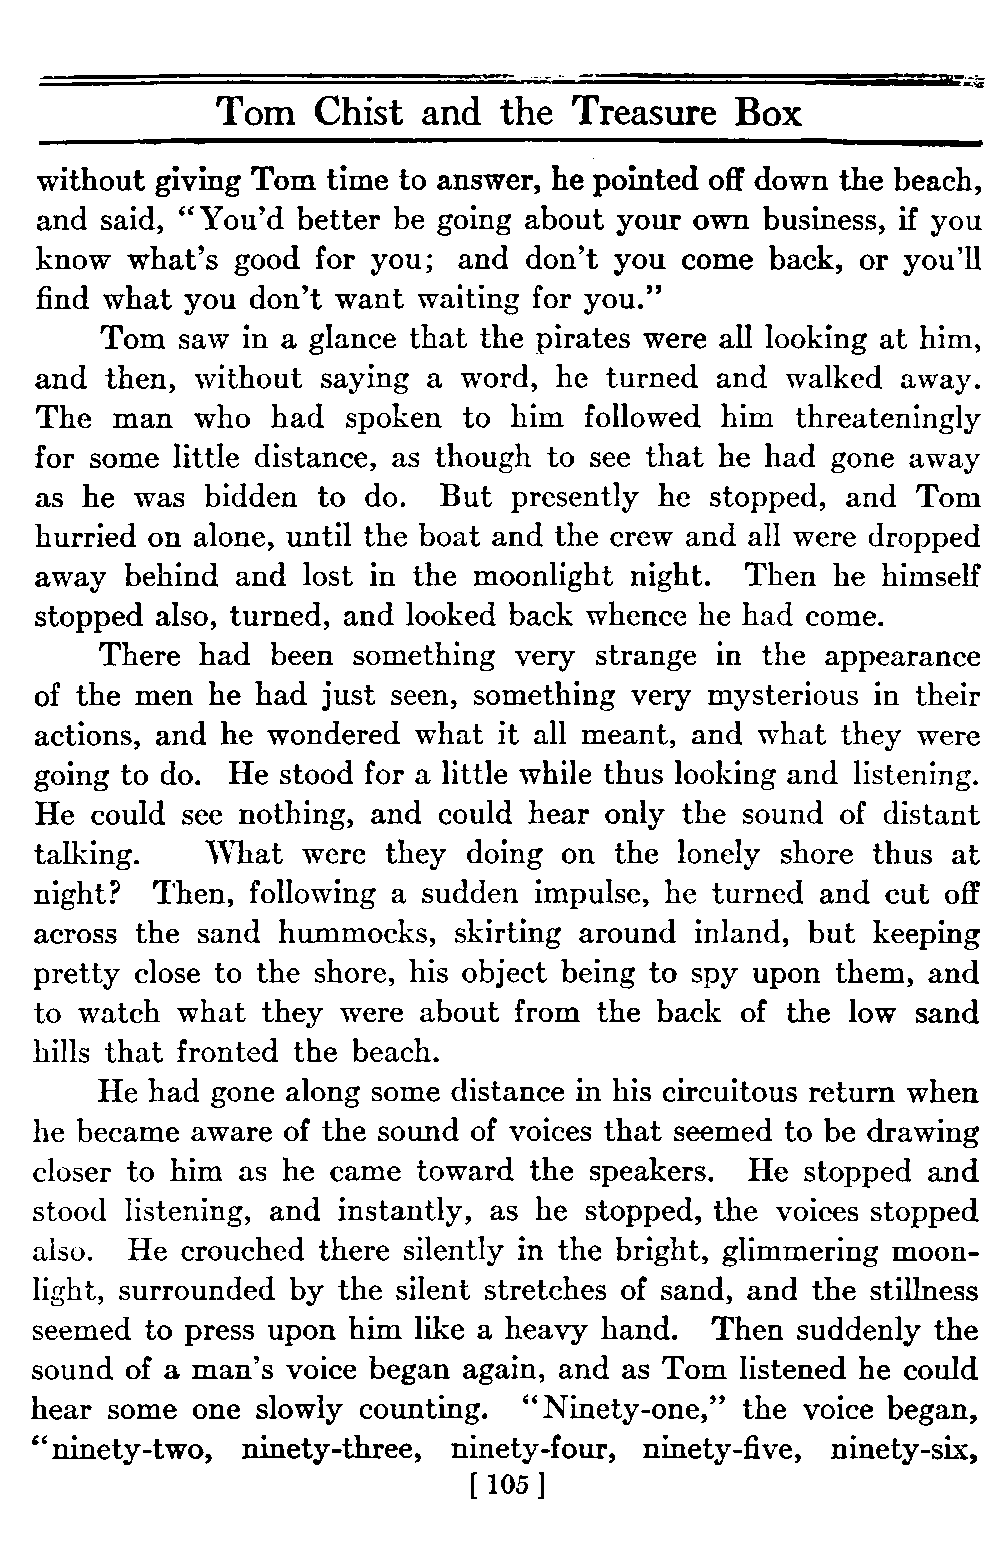 Tom Chist and the Treasure Box
without giving Tom time to answer, he pointed off down the beach,
and said, "You'd better be going about your own business, if you
know what's good for you; and don't you come back, or you'll
find what you don't want waiting for you."
Tom saw in a glance that the pirates were all looking at him,
and then, without saying a word, he turned and walked away.
The man who had spoken to him followed him threateningly
for some little distance, as though to see that he had gone away
as he was bidden to do. But presently he stopped, and Tom
hurried on alone, until the boat and the crew and all were dropped
away behind and lost in the moonlight night. Then he himself
stopped also, turned, and looked back whence he had come.
There had been something very strange in the appearance
of the men he had just seen, something very mysterious in their
actions, and he wondered what it all meant, and what they were
going to do. He stood for a little while thus looking and listening.
He could see nothing, and could hear only the sound of distant
talking. What were they doing on the lonely shore thus at
night? Then, following a sudden impulse, he turned and cut off
across the sand hummocks, skirting around inland, but keeping
pretty close to the shore, his object being to spy upon them, and
to watch what they were about from the back of the low sand
hills that fronted the beach.
He had gone along some distance in his circuitous return when
he became aware of the sound of voices that seemed to be drawing
closer to him as he came toward the speakers. He stopped and
stood listening, and instantly, as he stopped, the voices stopped
also. He crouched there silently in the bright, glimmering moon-
light, surrounded by the silent stretches of sand, and the stillness
seemed to press upon him like a heavy hand. Then suddenly the
sound of a man's voice began again, and as Tom listened he could
hear some one slowly counting. "Ninety-one," the voice began,
"ninety-two, ninety-three, ninety-four, ninety-five, ninety-six,
[ 105 ]